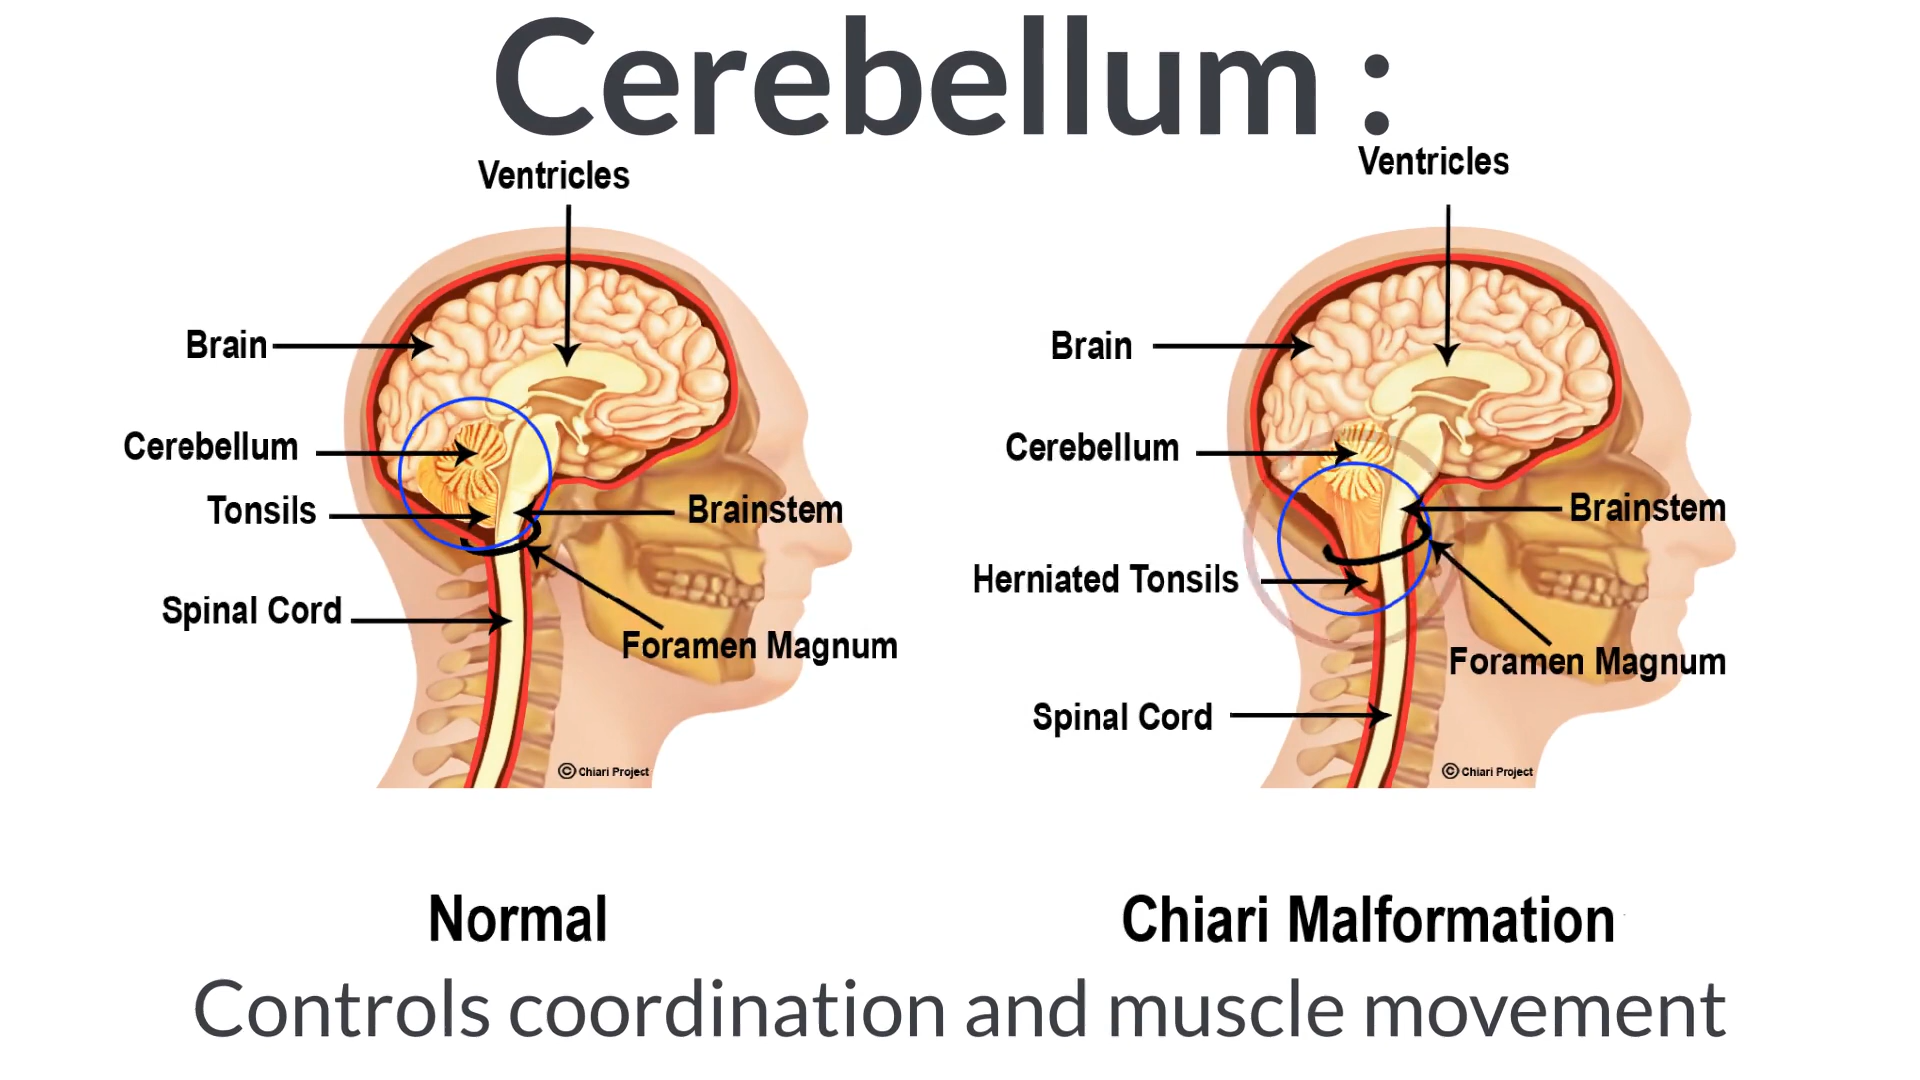 Cerebellum :
Ventricles
Brain
Cerebellum
Tonsils
Brainstem
Spinal Cord
Foramen Magnum
© Chiari Project
Normal
Ventricles
Brain
Cerebellum
Brainstem
Herniated Tonsils
Foramen Magnum
Spinal Cord
© Chiari Project
Chiari Malformation
Controls coordination and muscle movement